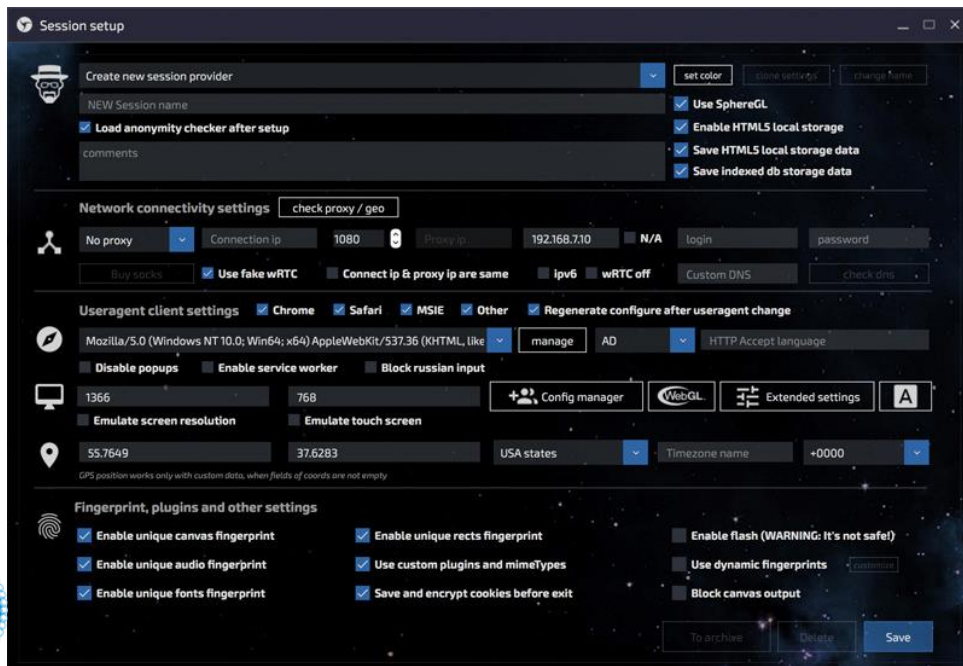 Session setup
Create new session provider
set color
clone settings
change name
NEW Session name
Use SphereGL
Load anonymity checker after setup
Enable HTML5 local storage
comments
Save HTML5 local storage data
Save indexed db storage data
Network connectivity settings check proxy / geo
No proxy Connection ip 1080 Proxy ip 192.168.7.10 N/A login password
Buy socks Use fake wRTC Connect ip & proxy ip are same ipv6 wRTC off Custom DNS check dns
Useragent client settings Chrome Safari MSIE Other Regenerate configure after useragent change
Mozilla/5.0 (Windows NT 10.0; Win64; x64) AppleWebKit/537.36 (KHTML, like manage AD HTTP Accept language
Disable popups Enable service worker Block russian input
1366 768 Config manager WebGL Extended settings A
Emulate screen resolution Emulate touch screen
55.7649 37.6283 USA states Timezone name +0000
GPS position works only with custom data, when fields of coords are not empty
Fingerprint, plugins and other settings
Enable unique canvas fingerprint Enable unique rects fingerprint Enable flash (WARNING: It's not safe!)
Enable unique audio fingerprint Use custom plugins and mimeTypes Use dynamic fingerprints customize
Enable unique fonts fingerprint Save and encrypt cookies before exit Block canvas output
To archive Delete Save